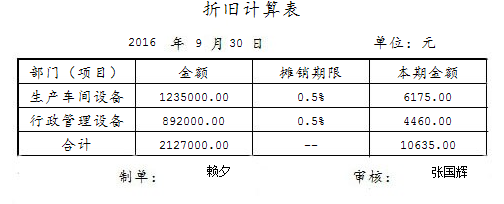 折旧计算表
2016 年 9 月 30 日 单位：元
部门（项目） 金额 摊销期限 本期金额
生产车间设备 1235000.00 0.5% 6175.00
行政管理设备 892000.00 0.5% 4460.00
合计 2127000.00 -- 10635.00
制单： 赖夕 审核： 张国辉